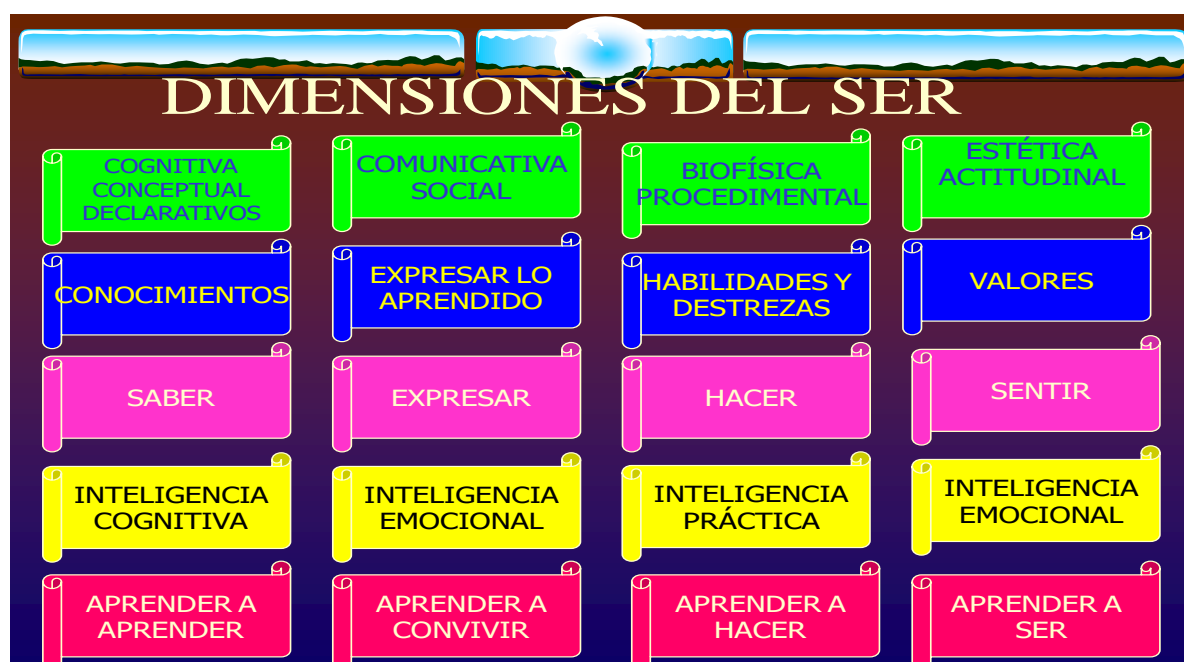 DIMENSIONES DEL SER
COGNITIVA
CONCEPTUAL
DECLARATIVOS
COMUNICATIVA
SOCIAL
BIOFÍSICA
PROCEDIMENTAL
ESTÉTICA
ACTITUDINAL
CONOCIMIENTOS
EXPRESAR LO
APRENDIDO
HABILIDADES Y
DESTREZAS
VALORES
SABER
EXPRESAR
HACER
SENTIR
INTELIGENCIA
COGNITIVA
INTELIGENCIA
EMOCIONAL
INTELIGENCIA
PRÁCTICA
INTELIGENCIA
EMOCIONAL
APRENDER A
APRENDER
APRENDER A
CONVIVIR
APRENDER A
HACER
APRENDER A
SER